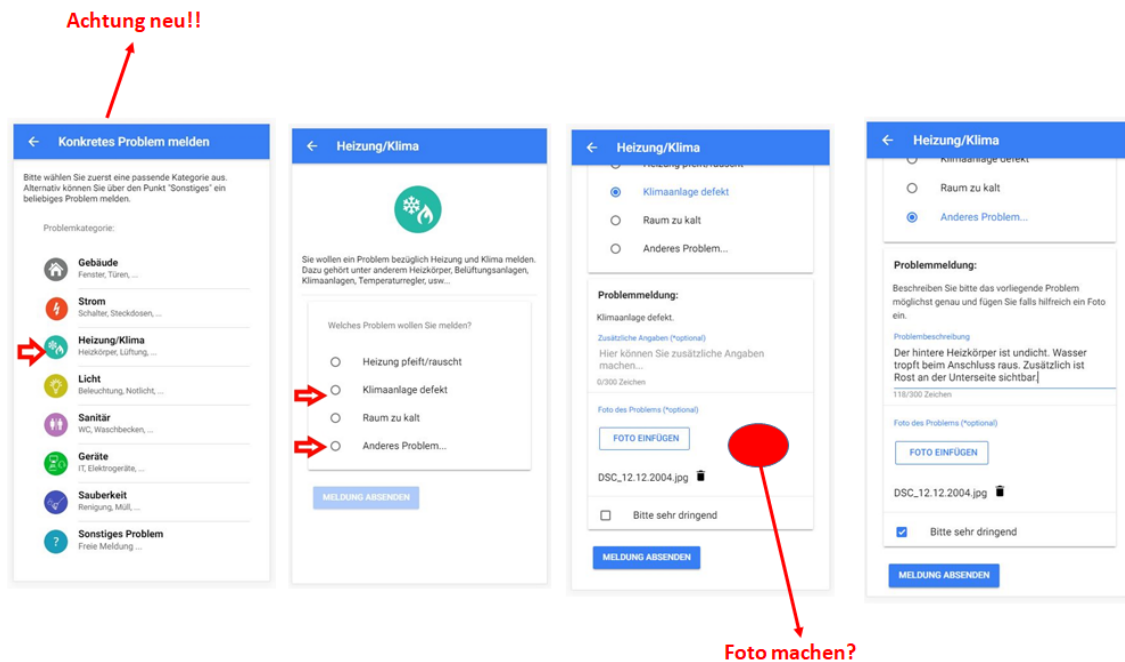 Achtung neu!!
Konkretes Problem melden
Bitte wählen Sie zuerst eine passende Kategorie aus.
Alternativ können Sie über den Punkt "Sonstiges" ein
beliebiges Problem melden.
Problemkategorie:
Gebäude
Fenster, Türen, ...
Strom
Schalter, Steckdosen, ...
Heizung/Klima
Heizkörper, Lüftung, ...
Licht
Beleuchtung, Notlicht, ...
Sanitär
WC, Waschbecken, ...
Geräte
IT, Elektrogeräte, ...
Sauberkeit
Renigung, Müll, ...
Sonstiges Problem
Freie Meldung ...
Heizung/Klima
Sie wollen ein Problem bezüglich Heizung und Klima melden.
Dazu gehört unter anderem Heizkörper, Belüftungsanlagen,
Klimaanlagen, Temperaturregler, usw...
Welches Problem wollen Sie melden?
Heizung pfeift/rauscht
Klimaanlage defekt
Raum zu kalt
Anderes Problem...
MELDUNG ABSENDEN
Heizung/Klima
Heizung pfeift/rauscht
Klimaanlage defekt
Raum zu kalt
Anderes Problem...
Problemmeldung:
Klimaanlage defekt.
Zusätzliche Angaben (*optional)
Hier können Sie zusätzliche Angaben
machen...
0/300 Zeichen
Foto des Problems (*optional)
FOTO EINFÜGEN
DSC_12.12.2004.jpg
Bitte sehr dringend
MELDUNG ABSENDEN
Heizung/Klima
Klimaanlage defekt
Raum zu kalt
Anderes Problem...
Problemmeldung:
Beschreiben Sie bitte das vorliegende Problem
möglichst genau und fügen Sie falls hilfreich ein Foto
ein.
Problembeschreibung
Der hintere Heizkörper ist undicht. Wasser
tropft beim Anschluss raus. Zusätzlich ist
Rost an der Unterseite sichtbar.
118/300 Zeichen
Foto des Problems (*optional)
FOTO EINFÜGEN
DSC_12.12.2004.jpg
Bitte sehr dringend
MELDUNG ABSENDEN
Foto machen?